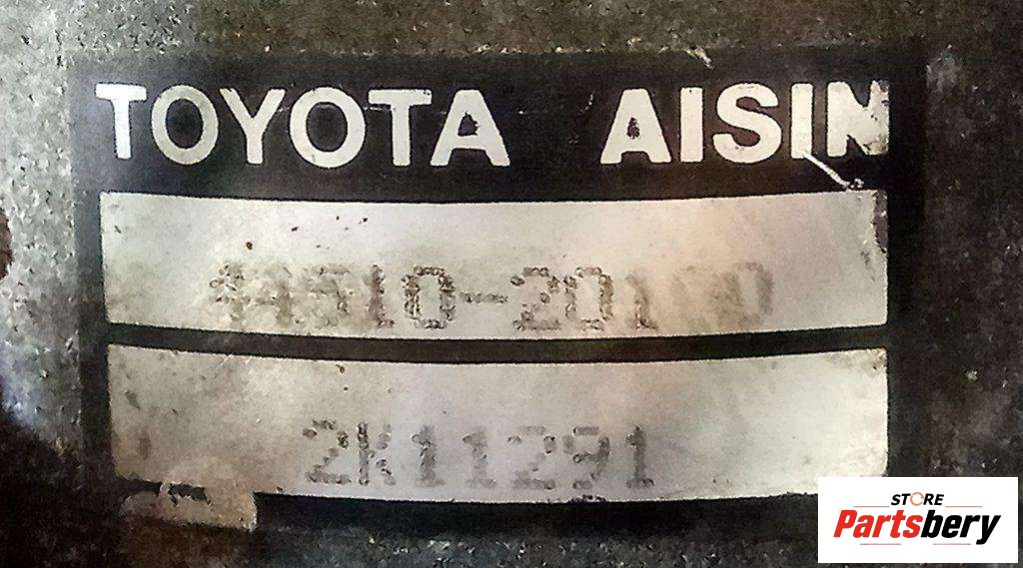 TOYOTA AISIN
2K11291
STORE
Partsbery